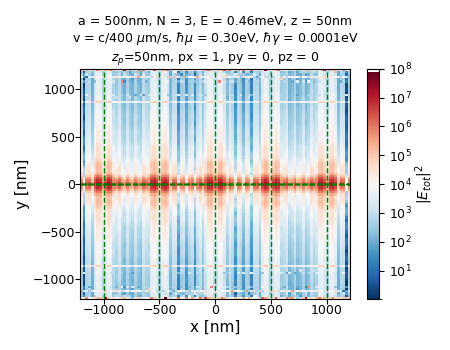 a = 500nm, N = 3, E = 0.46meV, z = 50nm
v = c/400 μm/s, ħμ = 0.30eV, ħγ = 0.0001eV
z_p=50nm, px = 1, py = 0, pz = 0
1000
500
0
−500
−1000
y [nm]
−1000 −500 0 500 1000
x [nm]
10^8
10^7
10^6
10^5
10^4
10^3
10^2
10^1
|E_tot|^2